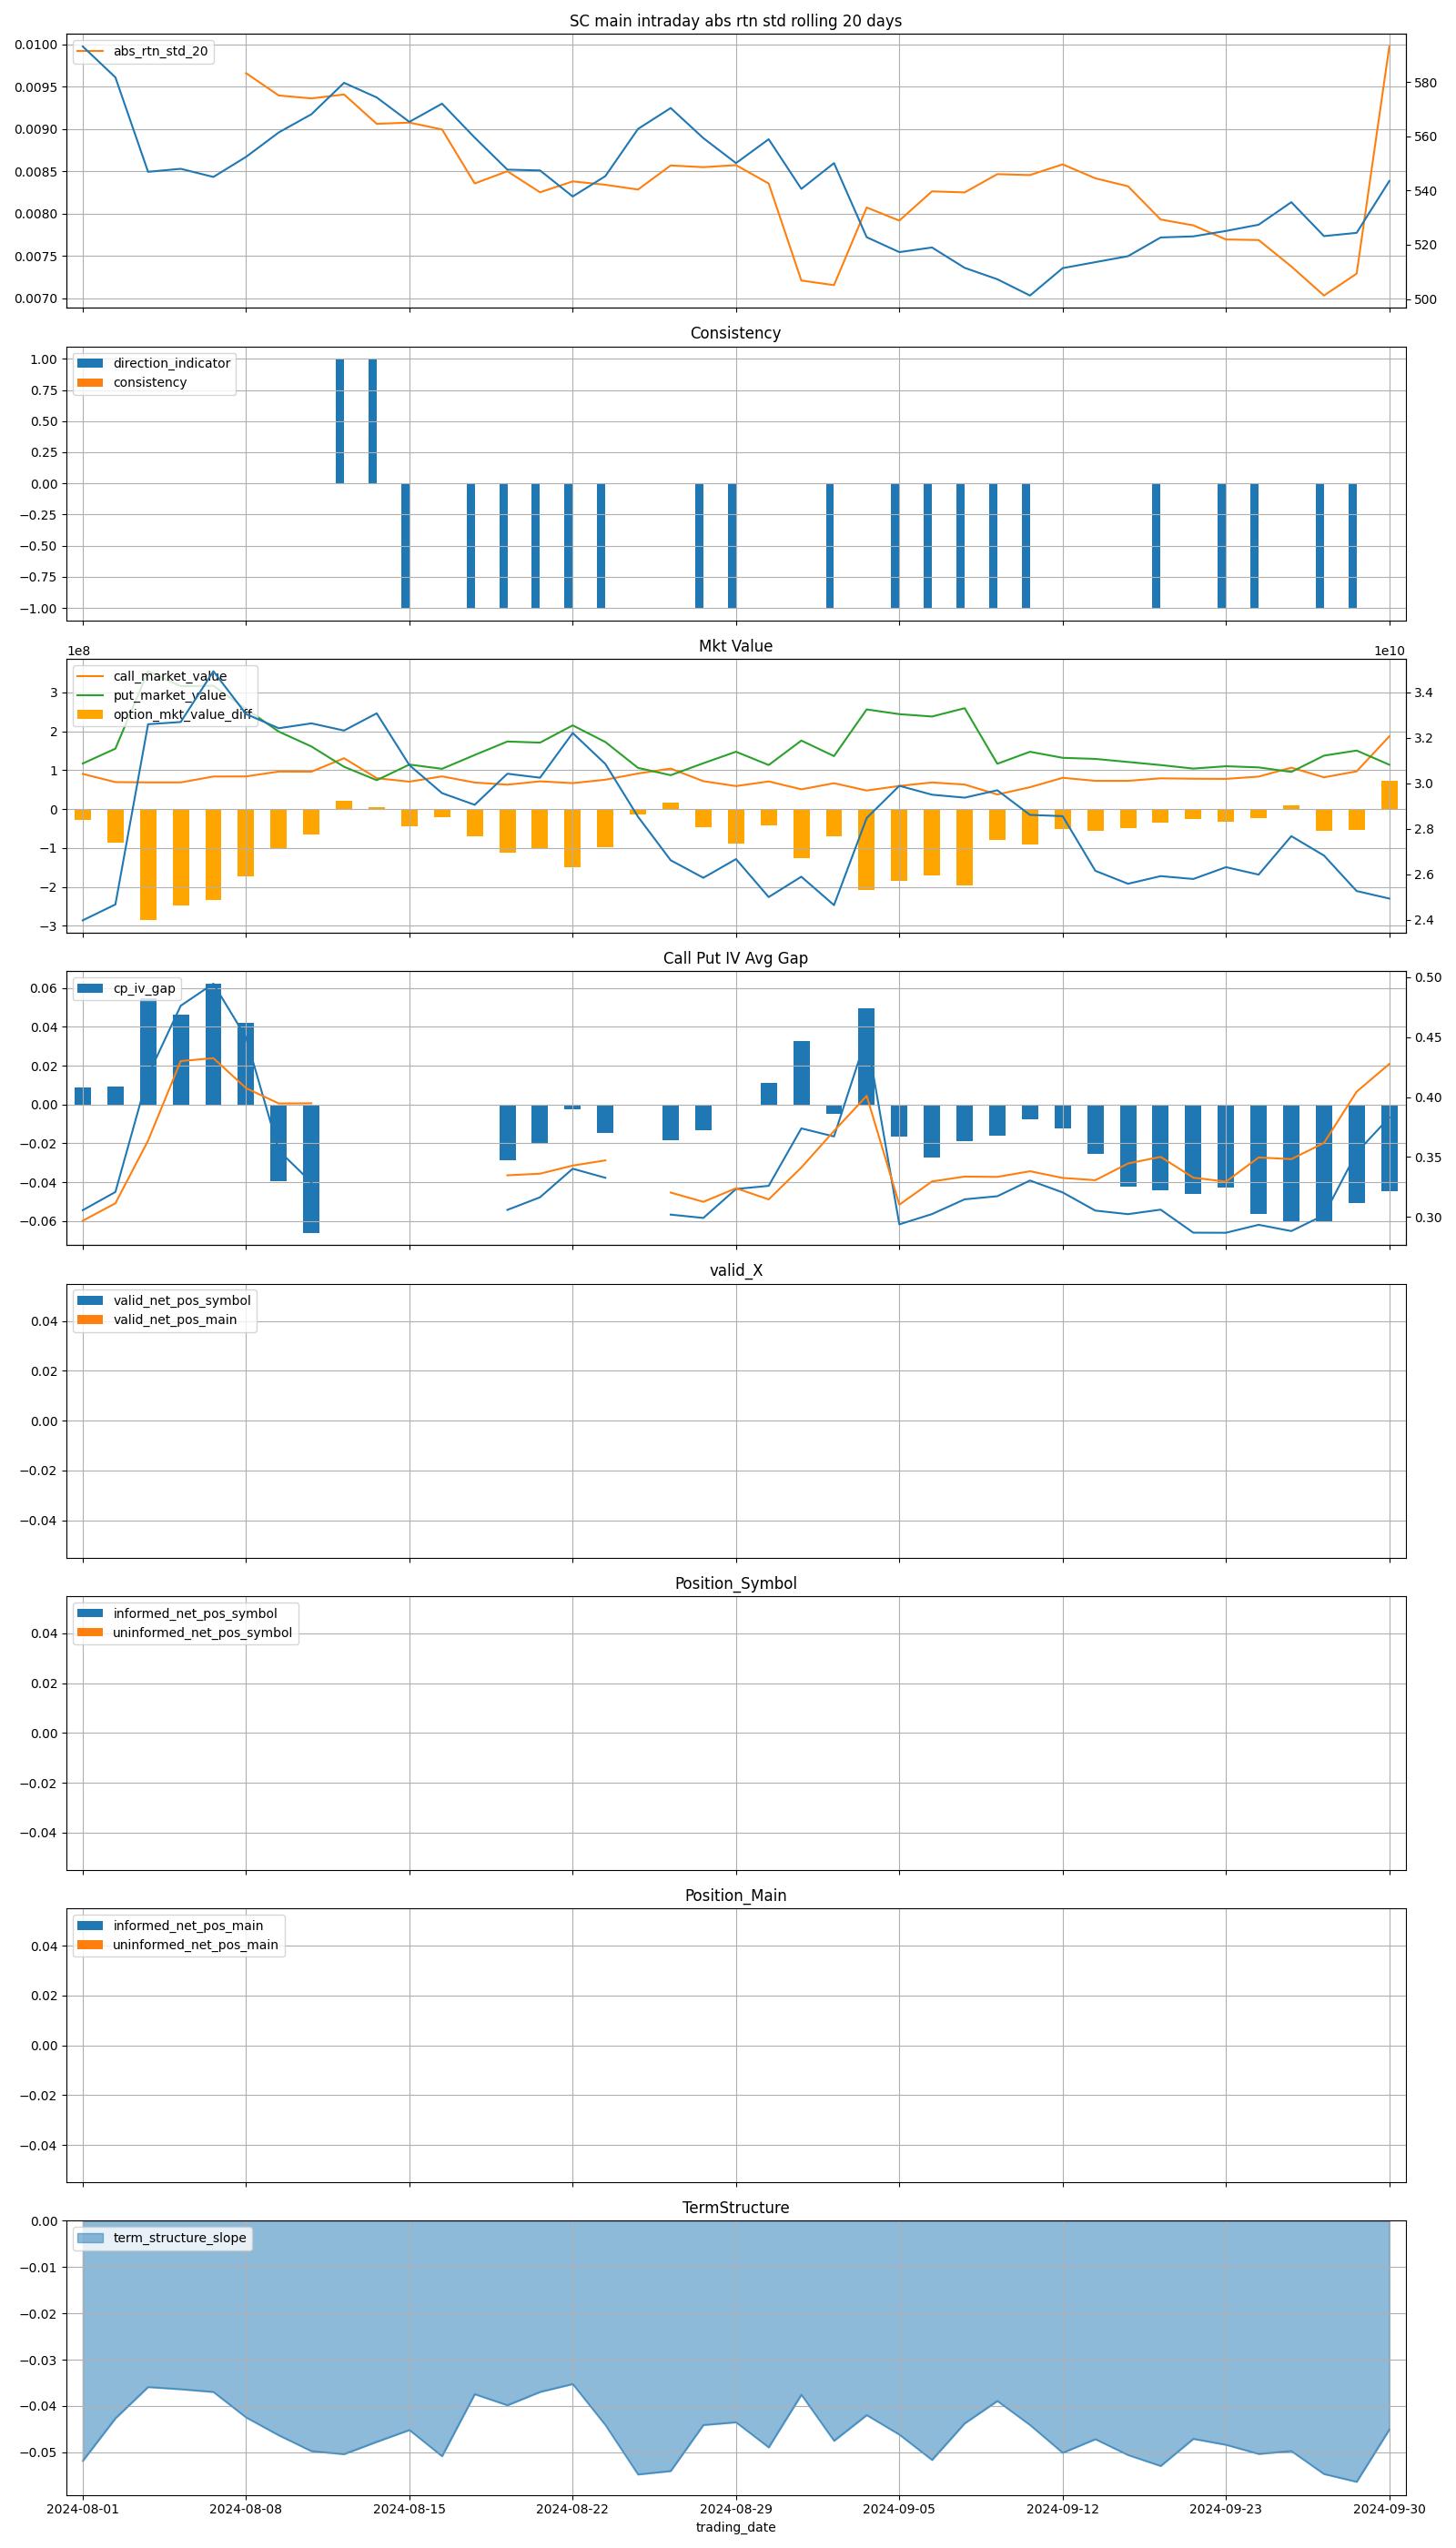 SC main intraday abs rtn std rolling 20 days
abs_rtn_std_20
0.0100
0.0095
0.0090
0.0085
0.0080
0.0075
0.0070
580
560
540
520
500
Consistency
direction_indicator
consistency
1.00
0.75
0.50
0.25
0.00
−0.25
−0.50
−0.75
−1.00
Mkt Value
1e8
1e10
call_market_value
put_market_value
option_mkt_value_diff
3
2
1
0
−1
−2
−3
3.4
3.2
3.0
2.8
2.6
2.4
Call Put IV Avg Gap
cp_iv_gap
0.06
0.04
0.02
0.00
−0.02
−0.04
−0.06
0.50
0.45
0.40
0.35
0.30
valid_X
valid_net_pos_symbol
valid_net_pos_main
0.04
0.02
0.00
−0.02
−0.04
Position_Symbol
informed_net_pos_symbol
uninformed_net_pos_symbol
0.04
0.02
0.00
−0.02
−0.04
Position_Main
informed_net_pos_main
uninformed_net_pos_main
0.04
0.02
0.00
−0.02
−0.04
TermStructure
term_structure_slope
0.00
−0.01
−0.02
−0.03
−0.04
−0.05
2024-08-01 2024-08-08 2024-08-15 2024-08-22 2024-08-29 2024-09-05 2024-09-12 2024-09-23 2024-09-30
trading_date